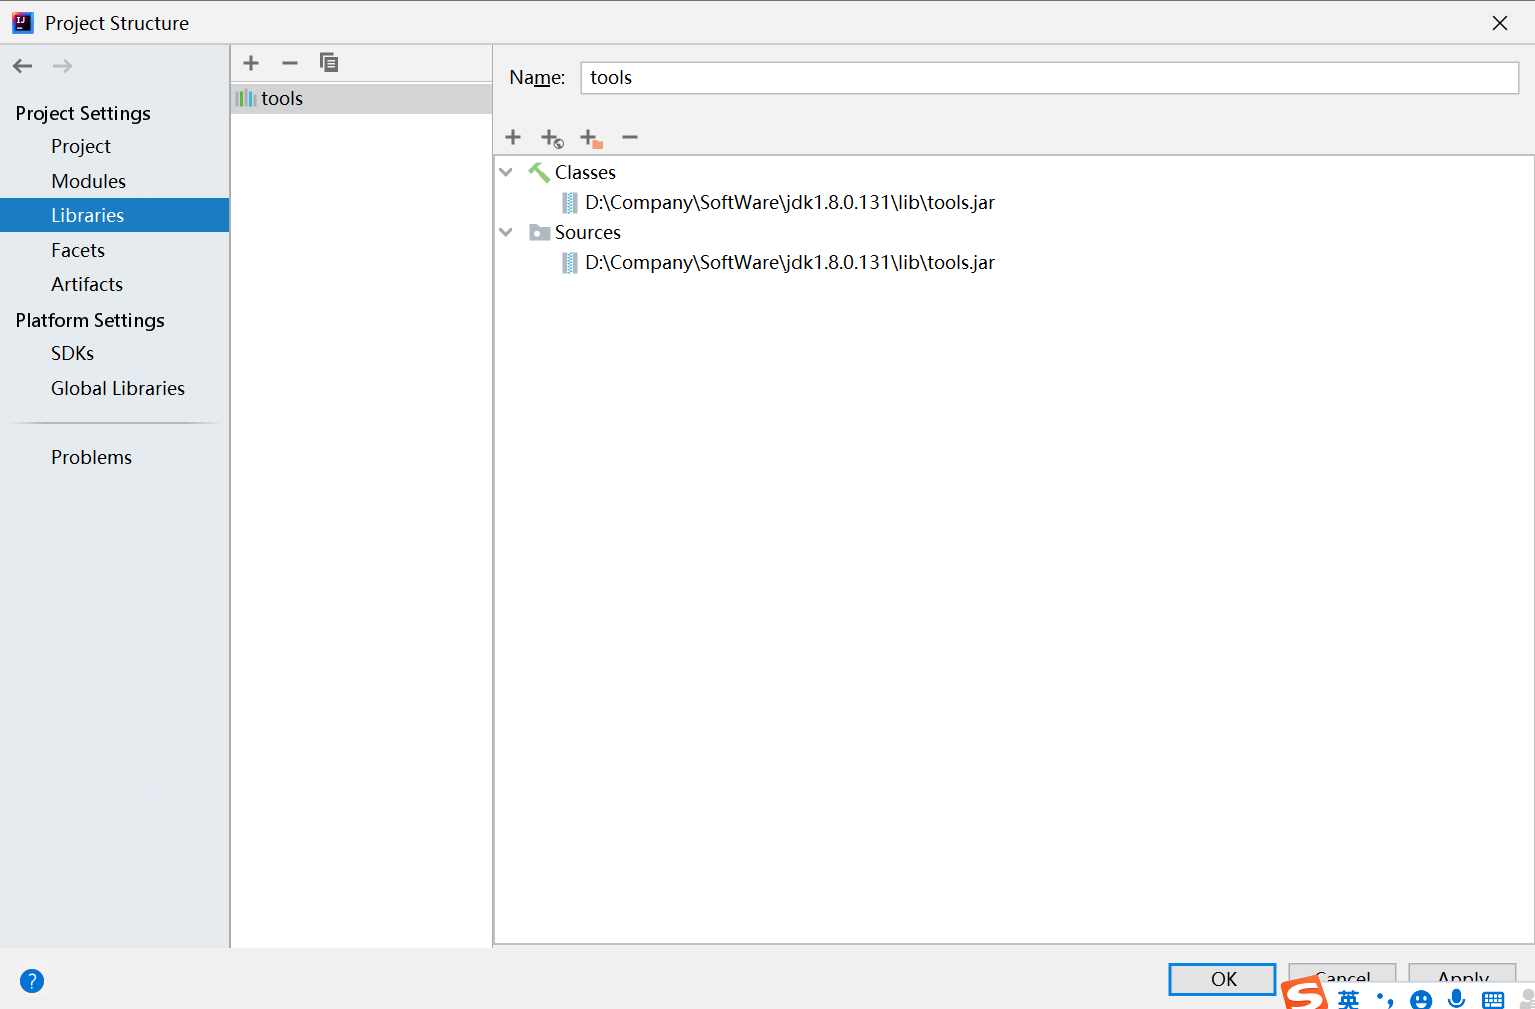 Project Structure
Project Settings
Project
Modules
Libraries
Facets
Artifacts
Platform Settings
SDKs
Global Libraries
Problems
tools
Name: tools
Classes
D:\Company\SoftWare\jdk1.8.0.131\lib\tools.jar
Sources
D:\Company\SoftWare\jdk1.8.0.131\lib\tools.jar
?
OK Cancel Apply
英